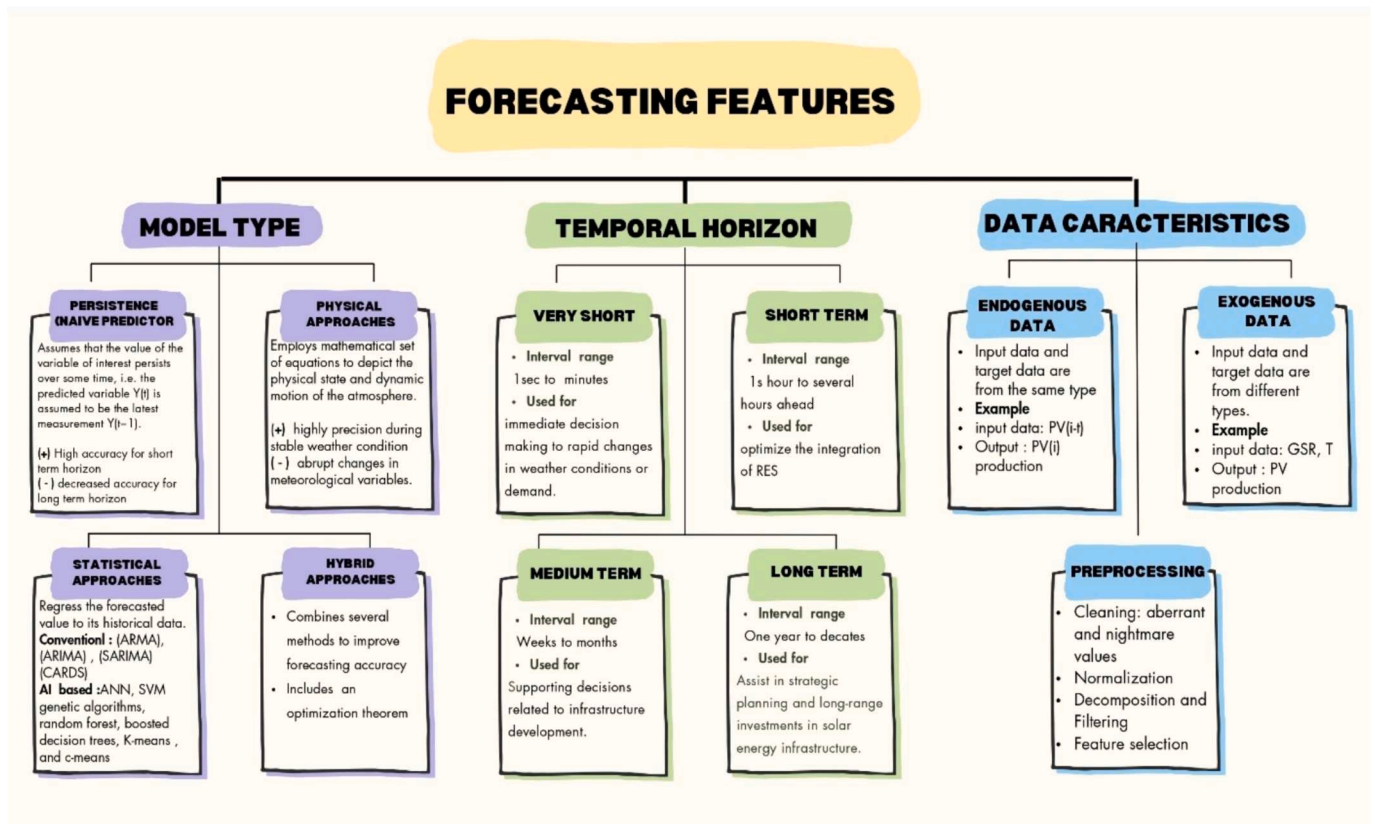 FORECASTING FEATURES
MODEL TYPE
PERSISTENCE
(NAIVE PREDICTOR
Assumes that the value of the
variable of interest persists
over some time, i.e. the
predicted variable Y(t) is
assumed to be the latest
measurement Y(t−1).
(+) High accuracy for short
term horizon
( - ) decreased accuracy for
long term horizon
PHYSICAL
APPROACHES
Employs mathematical set
of equations to depict the
physical state and dynamic
motion of the atmosphere.
(+) highly precision during
stable weather condition
( - ) abrupt changes in
meteorological variables.
STATISTICAL
APPROACHES
Regress the forecasted
value to its historical data.
Conventionl : (ARMA),
(ARIMA) , (SARIMA)
(CARDS)
AI based :ANN, SVM
genetic algorithms,
random forest, boosted
decision trees, K-means ,
and c-means
HYBRID
APPROACHES
• Combines several
methods to improve
forecasting accuracy
• Includes an
optimization theorem
TEMPORAL HORIZON
VERY SHORT
• Interval range
1sec to minutes
• Used for
immediate decision
making to rapid changes
in weather conditions or
demand.
SHORT TERM
• Interval range
1s hour to several
hours ahead
• Used for
optimize the integration
of RES
MEDIUM TERM
• Interval range
Weeks to months
• Used for
Supporting decisions
related to infrastructure
development.
LONG TERM
• Interval range
One year to decates
• Used for
Assist in strategic
planning and long-range
investments in solar
energy infrastructure.
DATA CARACTERISTICS
ENDOGENOUS
DATA
• Input data and
target data are
from the same type
• Example
• input data: PV(i-t)
• Output : PV(i)
production
EXOGENOUS
DATA
• Input data and
target data are
from different
types.
• Example
• input data: GSR, T
• Output : PV
production
PREPROCESSING
• Cleaning: aberrant
and nightmare
values
• Normalization
• Decomposition and
Filtering
• Feature selection